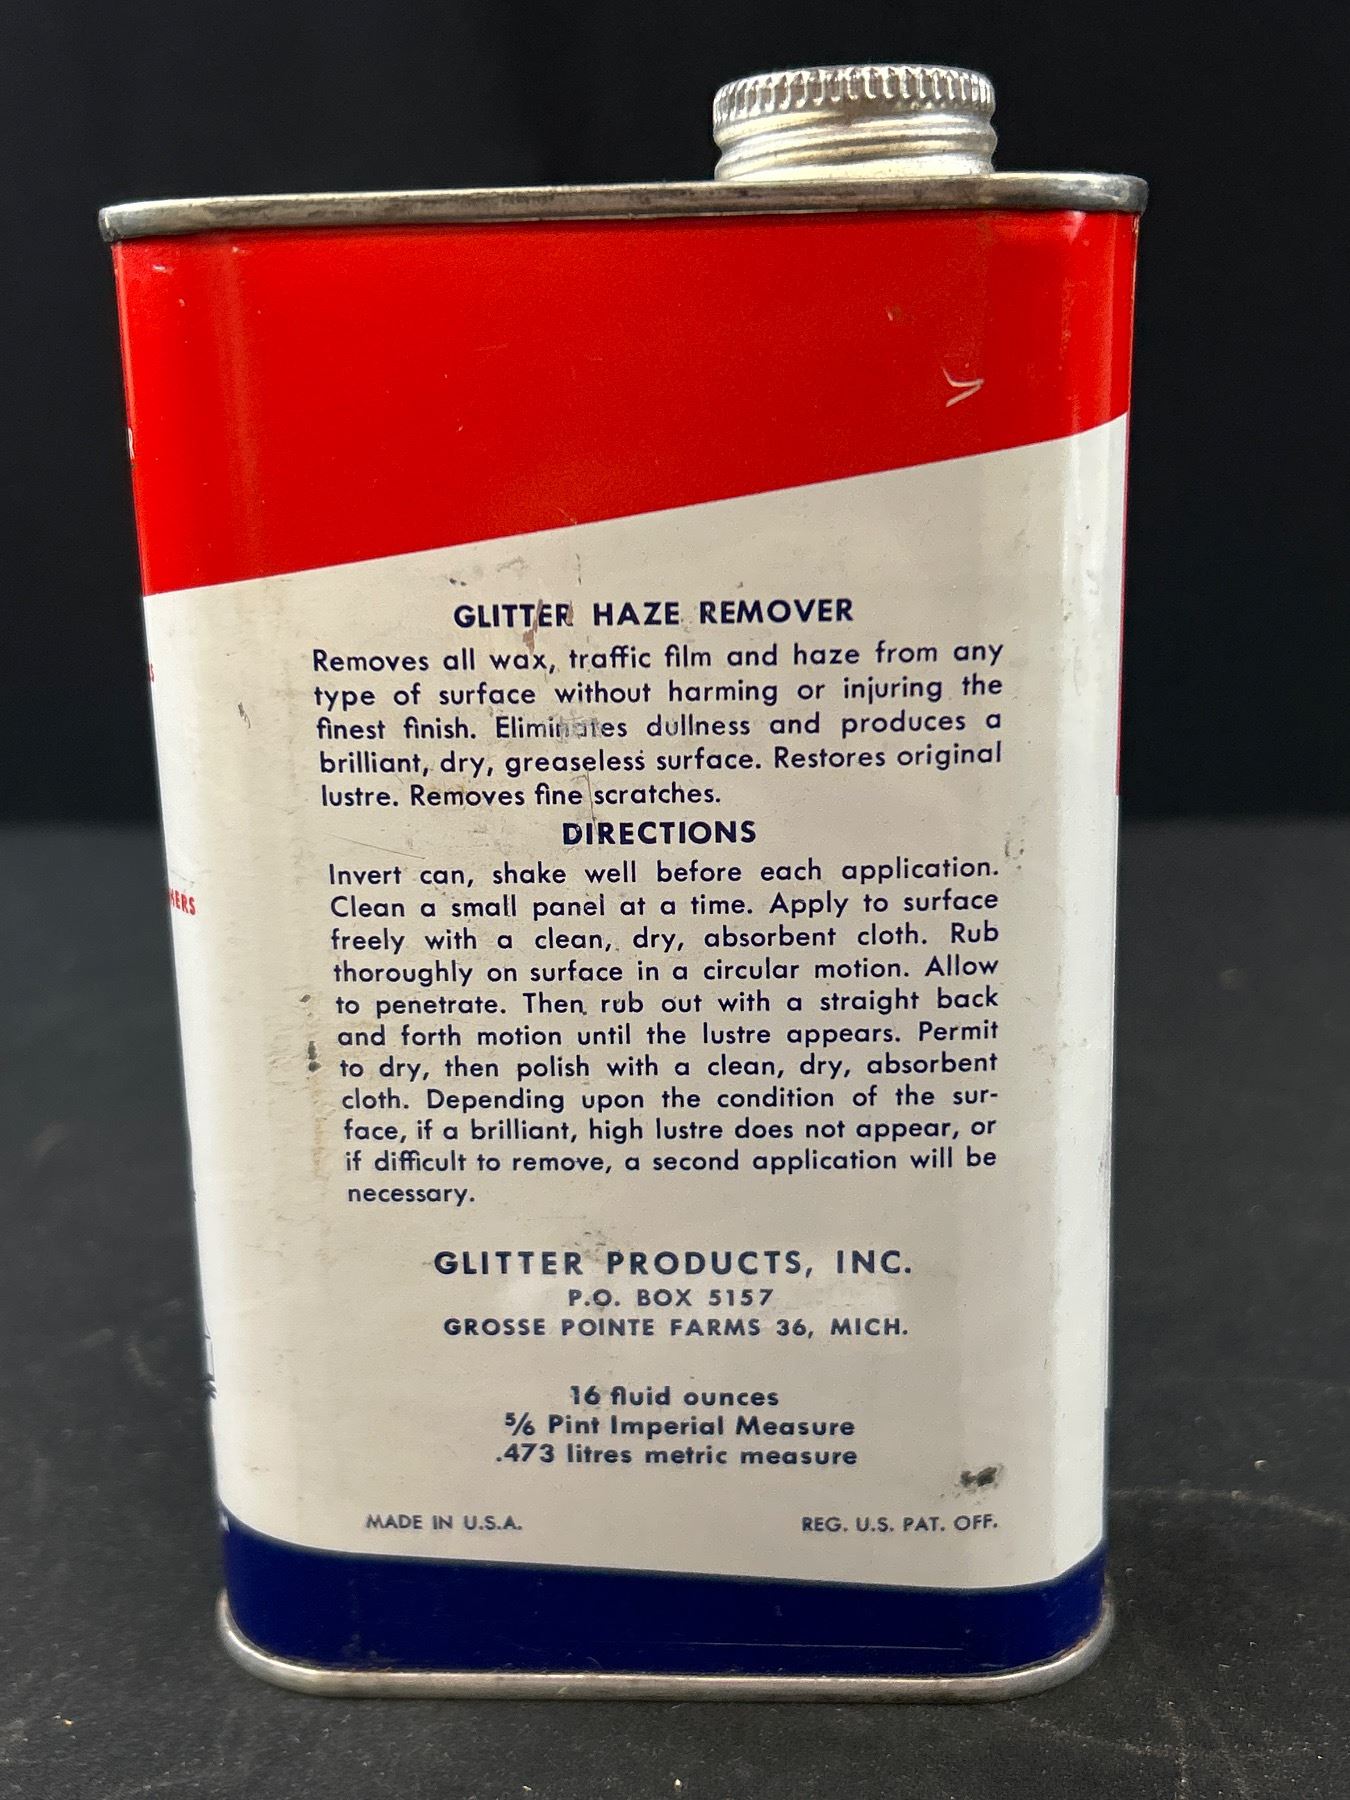 GLITTER HAZE REMOVER
Removes all wax, traffic film and haze from any
type of surface without harming or injuring the
finest finish. Eliminates dullness and produces a
brilliant, dry, greaseless surface. Restores original
lustre. Removes fine scratches.
DIRECTIONS
Invert can, shake well before each application.
Clean a small panel at a time. Apply to surface
freely with a clean, dry, absorbent cloth. Rub
thoroughly on surface in a circular motion. Allow
to penetrate. Then rub out with a straight back
and forth motion until the lustre appears. Permit
to dry, then polish with a clean, dry, absorbent
cloth. Depending upon the condition of the sur-
face, if a brilliant, high lustre does not appear, or
if difficult to remove, a second application will be
necessary.
GLITTER PRODUCTS, INC.
P.O. BOX 5157
GROSSE POINTE FARMS 36, MICH.
16 fluid ounces
⅚ Pint Imperial Measure
.473 litres metric measure
MADE IN U.S.A. REG. U.S. PAT. OFF.